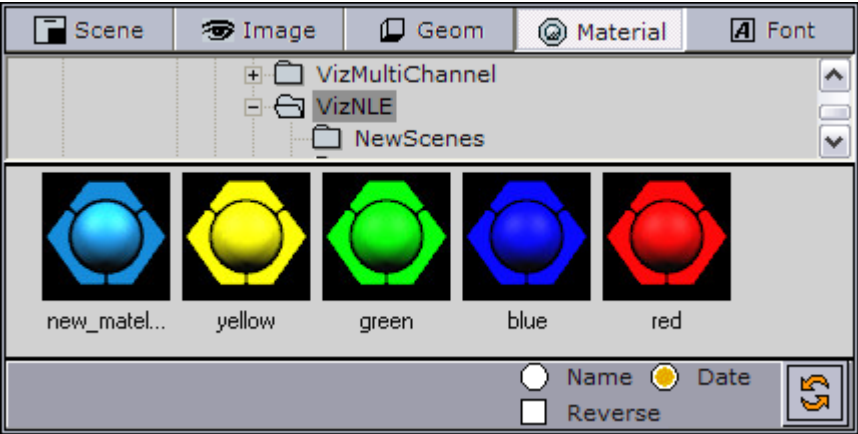 Scene Image Geom Material A Font
VizMultiChannel
VizNLE
NewScenes
new_matel... yellow green blue red
Name Date
Reverse